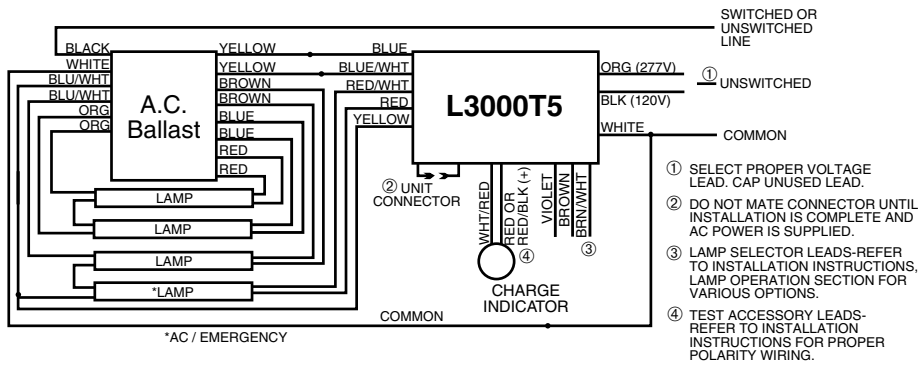 SWITCHED OR
UNSWITCHED
LINE
BLACK
WHITE
BLU/WHT
BLU/WHT
ORG
ORG
A.C.
Ballast
YELLOW
YELLOW
BROWN
BROWN
BLUE
BLUE
RED
RED
BLUE
BLUE/WHT
RED/WHT
RED
YELLOW
L3000T5
ORG (277V)
① UNSWITCHED
BLK (120V)
WHITE
COMMON
② UNIT
CONNECTOR
WHT/RED
RED OR
RED/BLK (+)
④
VIOLET
BROWN
BRN/WHT
③
CHARGE
INDICATOR
LAMP
LAMP
LAMP
*LAMP
COMMON
*AC / EMERGENCY
① SELECT PROPER VOLTAGE
LEAD. CAP UNUSED LEAD.
② DO NOT MATE CONNECTOR UNTIL
INSTALLATION IS COMPLETE AND
AC POWER IS SUPPLIED.
③ LAMP SELECTOR LEADS-REFER
TO INSTALLATION INSTRUCTIONS,
LAMP OPERATION SECTION FOR
VARIOUS OPTIONS.
④ TEST ACCESSORY LEADS-
REFER TO INSTALLATION
INSTRUCTIONS FOR PROPER
POLARITY WIRING.